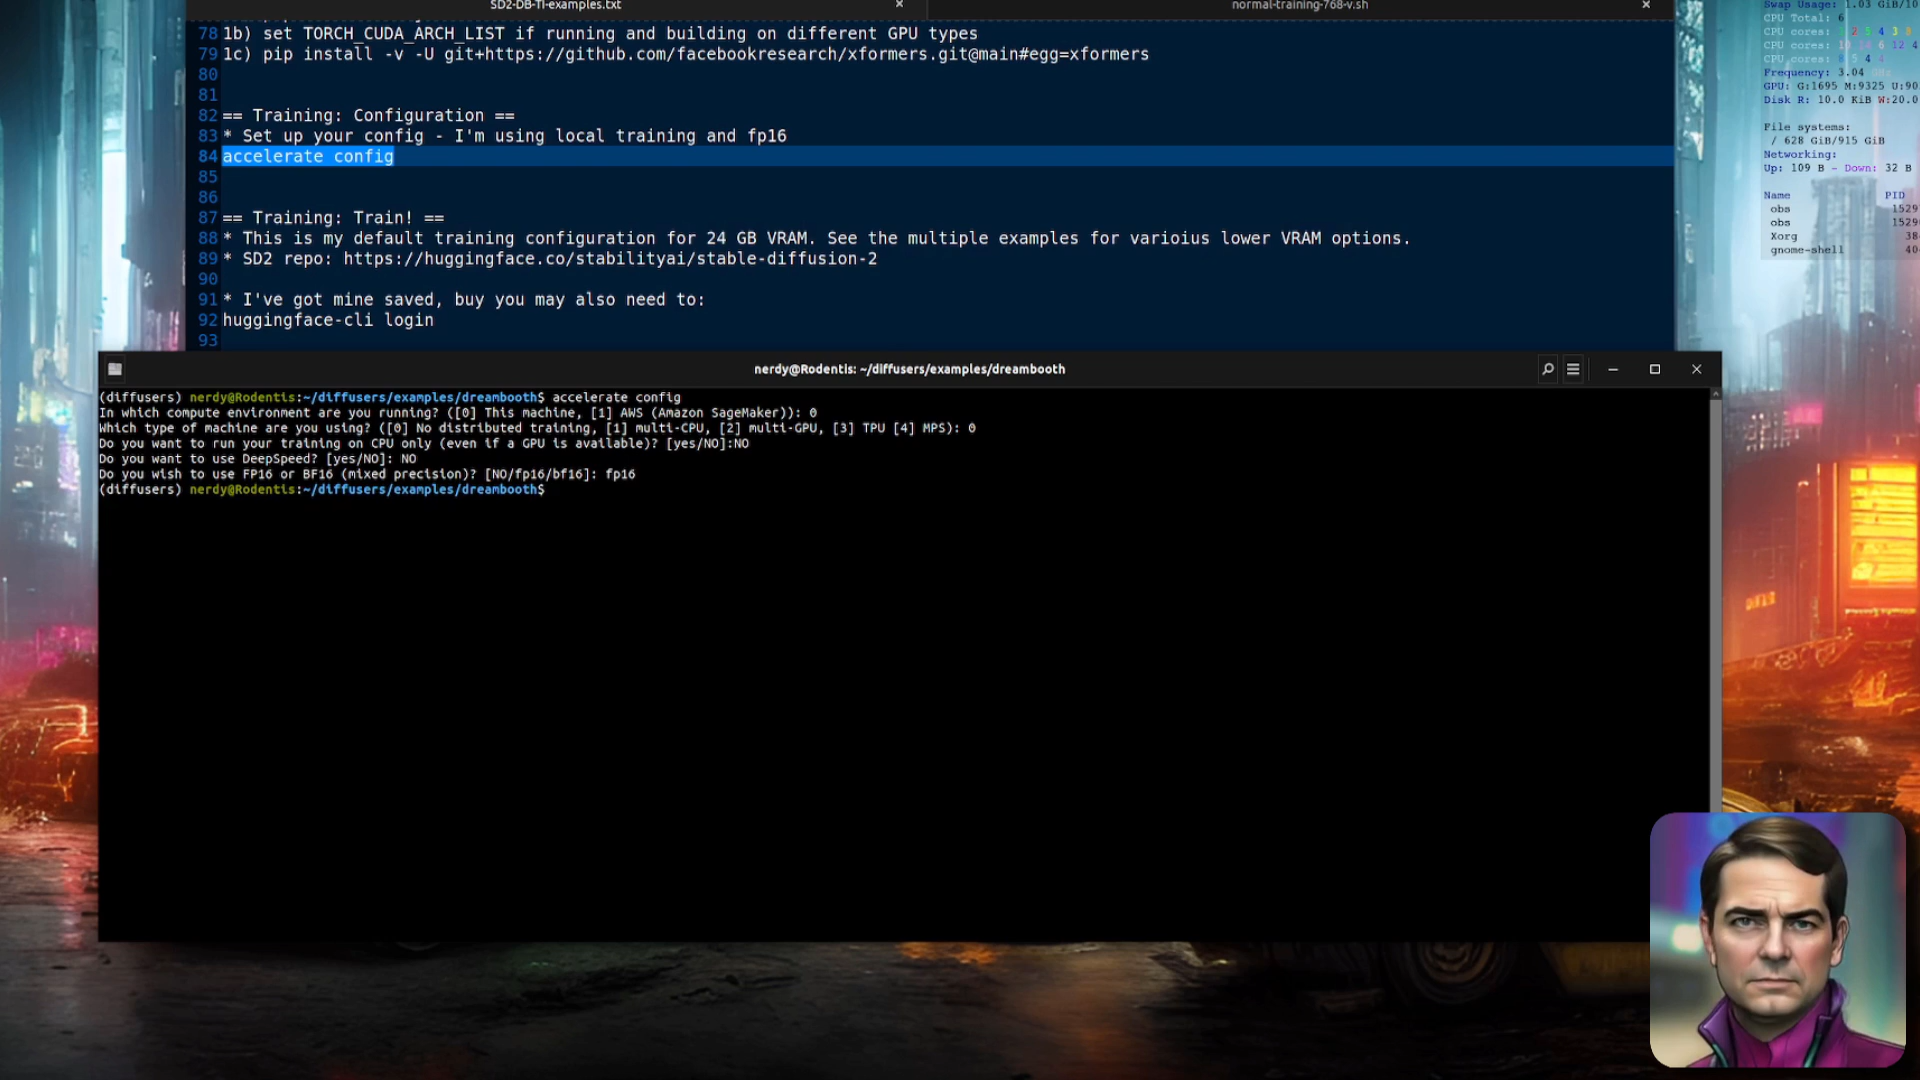 SD2-DB-TI-examples.txt
normal-training-768-v.sh
78 1b) set TORCH_CUDA_ARCH_LIST if running and building on different GPU types
79 1c) pip install -v -U git+https://github.com/facebookresearch/xformers.git@main#egg=xformers
80
81
82 == Training: Configuration ==
83 * Set up your config - I'm using local training and fp16
84 accelerate config
85
86
87 == Training: Train! ==
88 * This is my default training configuration for 24 GB VRAM. See the multiple examples for varioius lower VRAM options.
89 * SD2 repo: https://huggingface.co/stabilityai/stable-diffusion-2
90
91 * I've got mine saved, buy you may also need to:
92 huggingface-cli login
93
Swap Usage: 1.03 GiB/10
CPU Total: 6
CPU cores: 2 5 4 3
CPU cores: 6 12 4
CPU cores: 5 4
Frequency: 3.04
GPU: G:1695 M:9325 U:90
Disk R: 10.0 KiB W:20.0
File systems:
/ 628 GiB/915 GiB
Networking:
Up: 109 B - Down: 32 B
Name PID
obs 1529
obs 1529
Xorg 38
gnome-shell 40
nerdy@Rodentis: ~/diffusers/examples/dreambooth
(diffusers) nerdy@Rodentis:~/diffusers/examples/dreambooth$ accelerate config
In which compute environment are you running? ([0] This machine, [1] AWS (Amazon SageMaker)): 0
Which type of machine are you using? ([0] No distributed training, [1] multi-CPU, [2] multi-GPU, [3] TPU [4] MPS): 0
Do you want to run your training on CPU only (even if a GPU is available)? [yes/NO]:NO
Do you want to use DeepSpeed? [yes/NO]: NO
Do you wish to use FP16 or BF16 (mixed precision)? [NO/fp16/bf16]: fp16
(diffusers) nerdy@Rodentis:~/diffusers/examples/dreambooth$